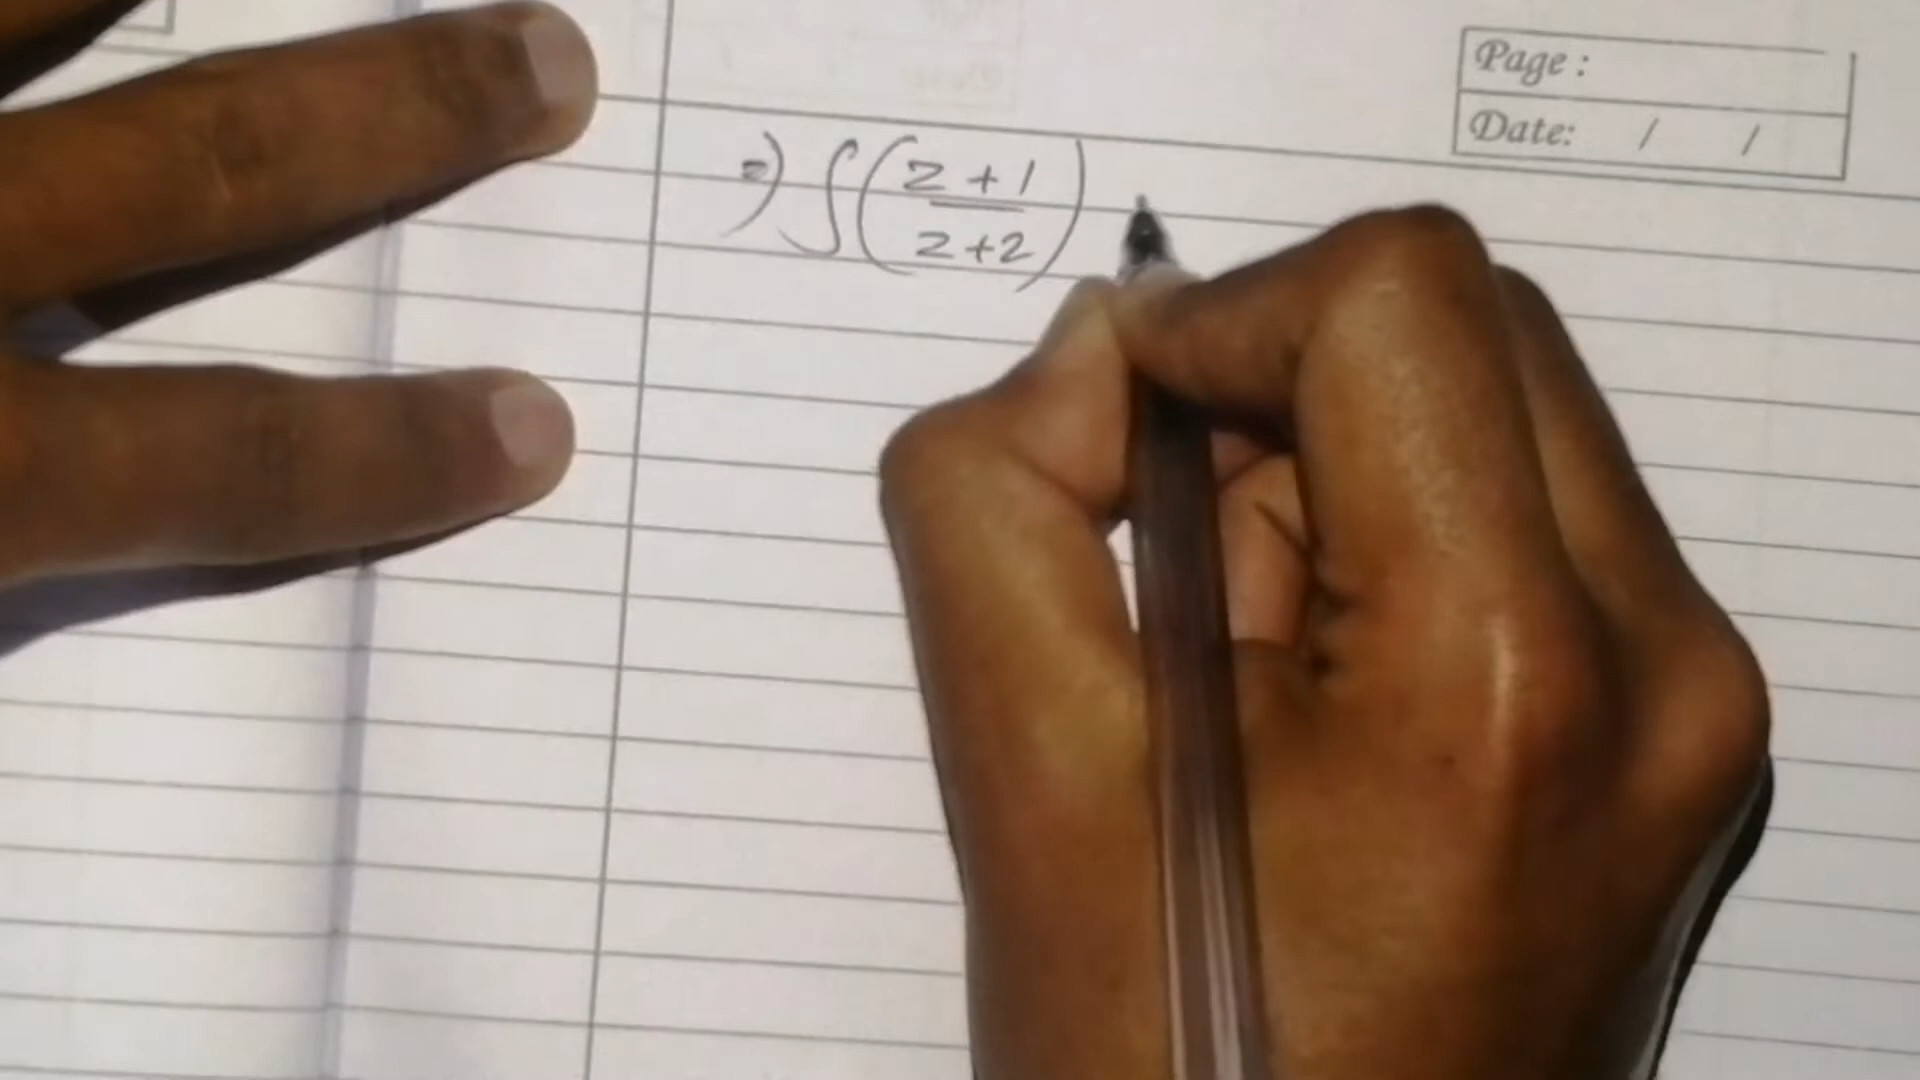 Page :
Date: / /
2) ∫ (z + 1 / z + 2)